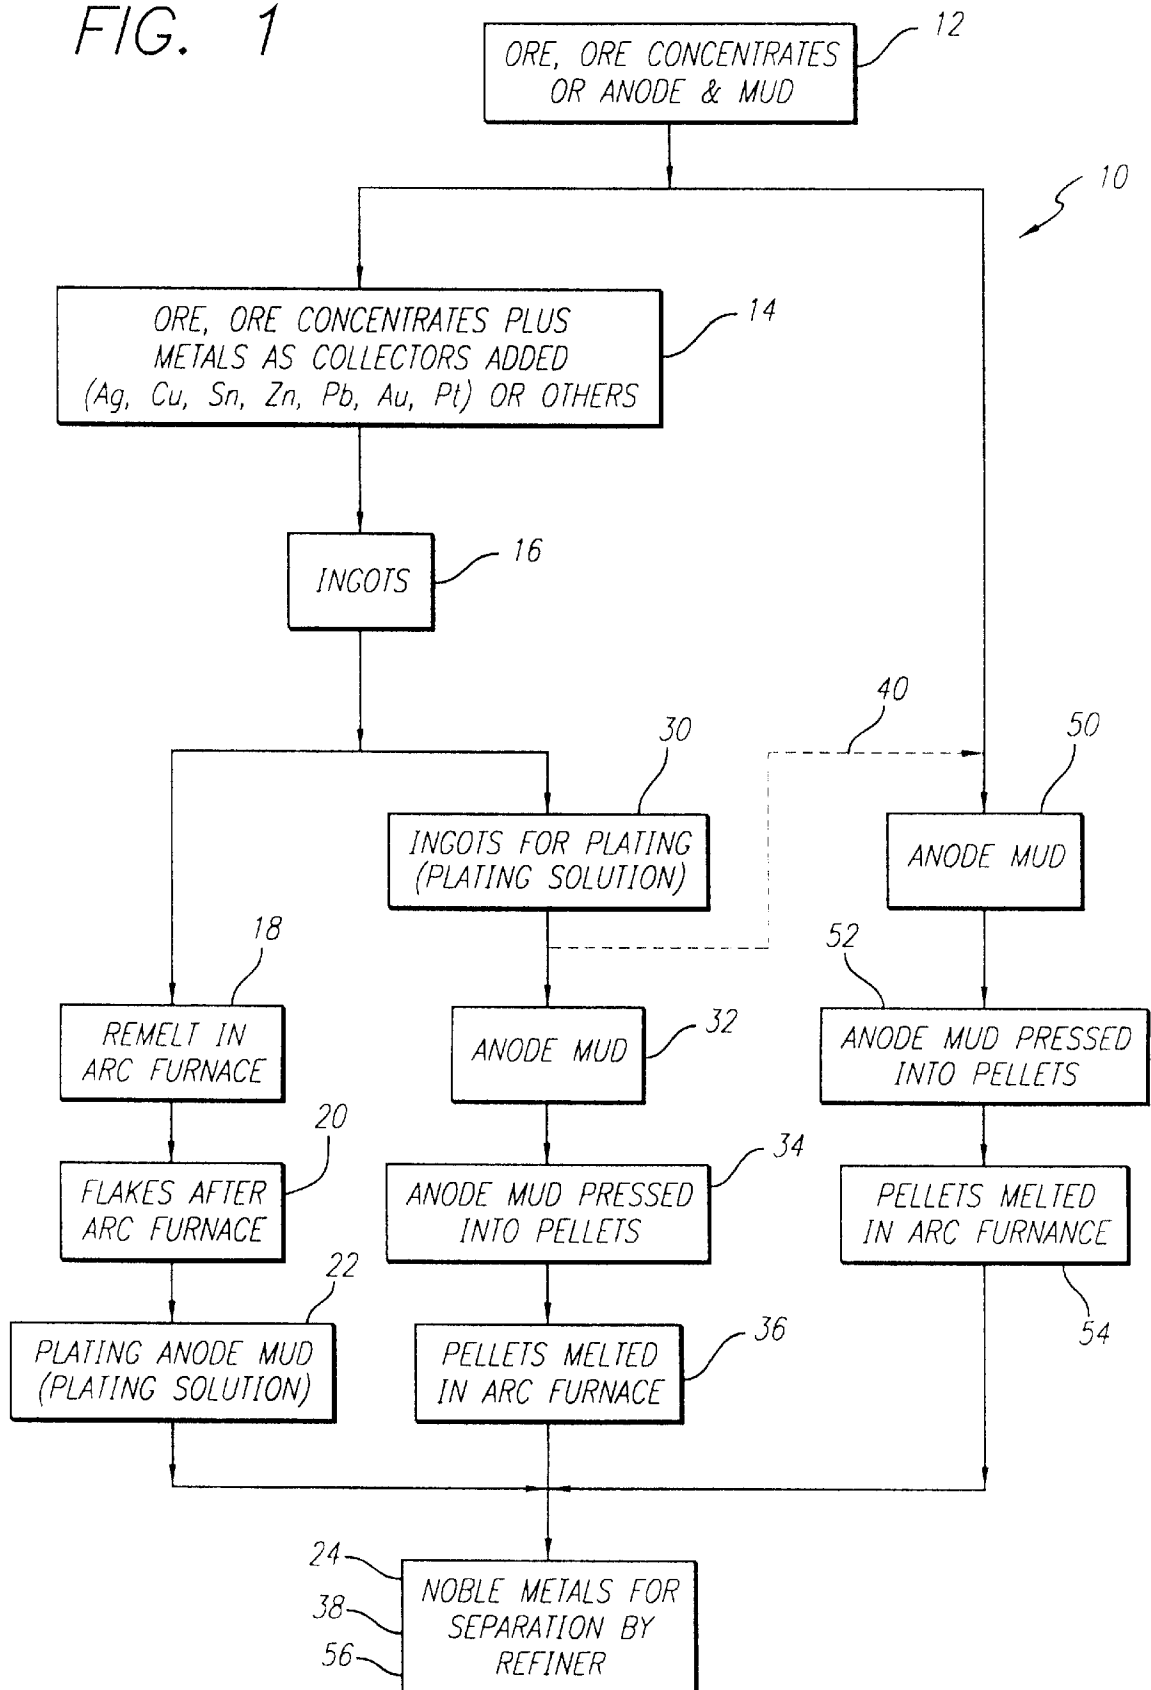 FIG. 1
12
ORE, ORE CONCENTRATES
OR ANODE & MUD
10
ORE, ORE CONCENTRATES PLUS
METALS AS COLLECTORS ADDED
(Ag, Cu, Sn, Zn, Pb, Au, Pt) OR OTHERS
14
INGOTS
16
40
30
50
INGOTS FOR PLATING
(PLATING SOLUTION)
ANODE MUD
18
52
REMELT IN
ARC FURNACE
ANODE MUD
32
ANODE MUD PRESSED
INTO PELLETS
20
34
FLAKES AFTER
ARC FURNACE
ANODE MUD PRESSED
INTO PELLETS
PELLETS MELTED
IN ARC FURNANCE
22
54
PLATING ANODE MUD
(PLATING SOLUTION)
PELLETS MELTED
IN ARC FURNACE
36
24
38
56
NOBLE METALS FOR
SEPARATION BY
REFINER